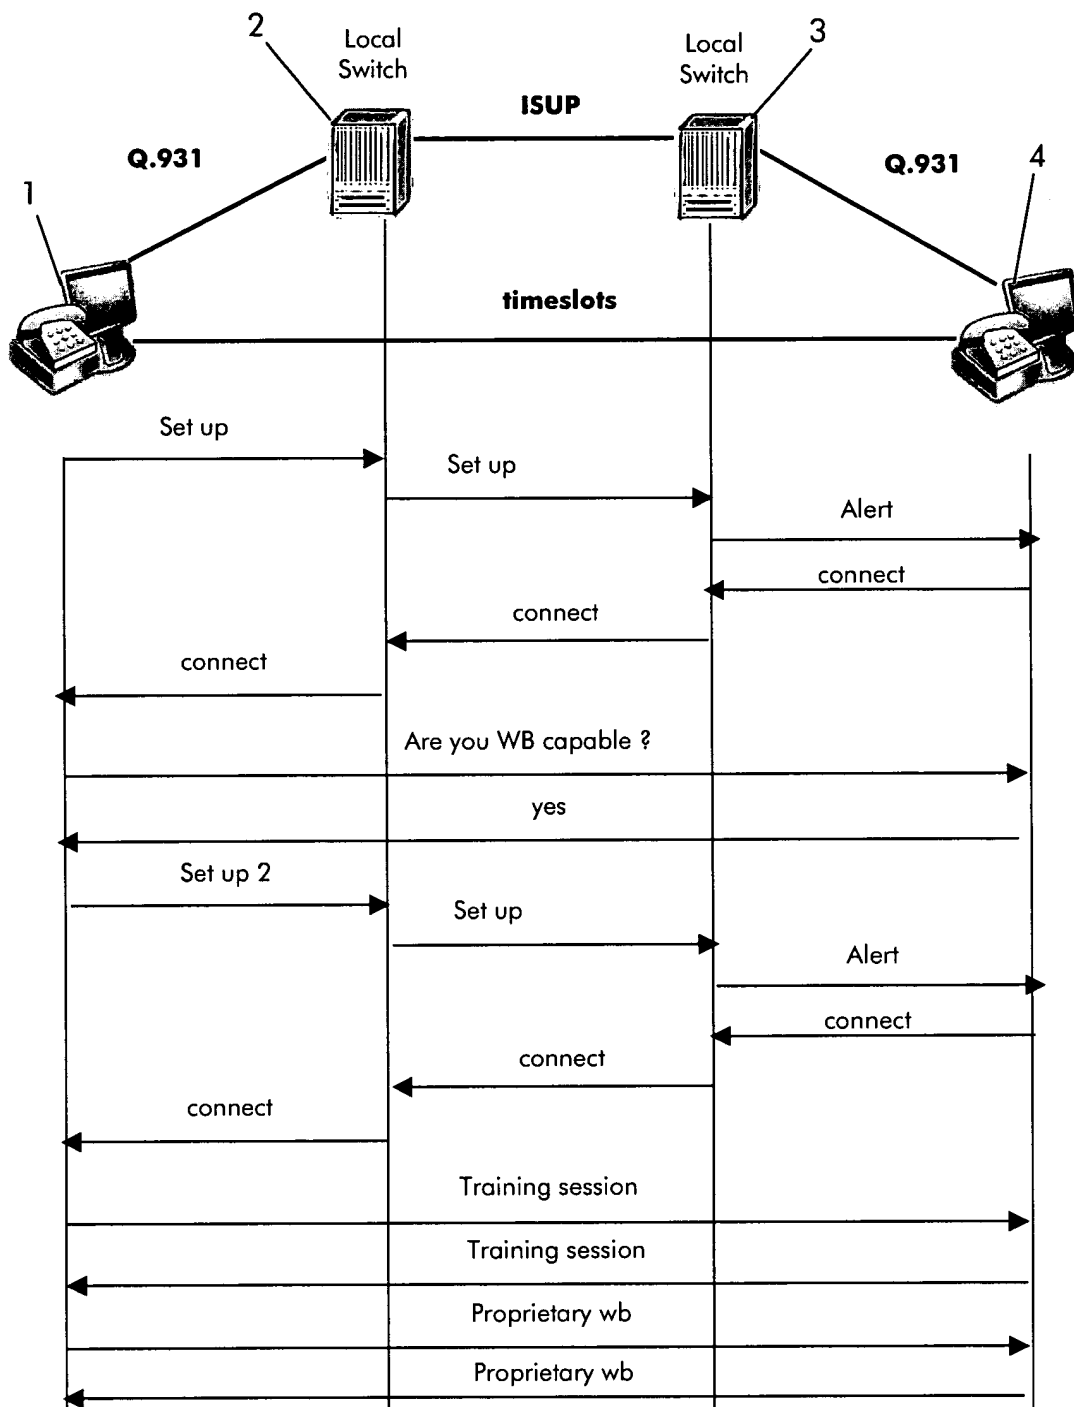 2
Local
Switch
Local
Switch
3
ISUP
Q.931
Q.931
1
4
timeslots
Set up
Set up
Alert
connect
connect
connect
Are you WB capable ?
yes
Set up 2
Set up
Alert
connect
connect
connect
Training session
Training session
Proprietary wb
Proprietary wb